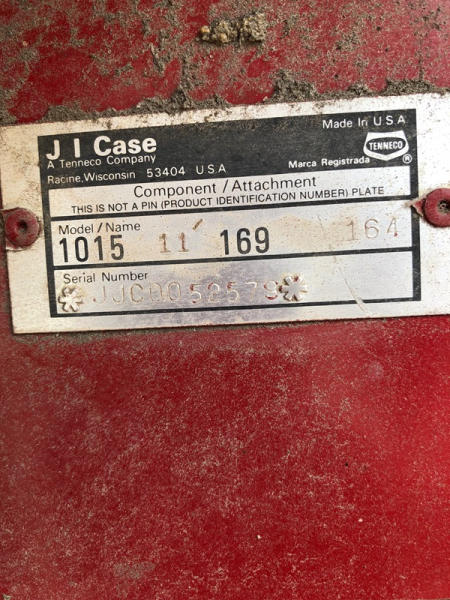 J I Case
A Tenneco Company
Racine, Wisconsin 53404 U.S.A
Made In U.S.A
TENNECO
Marca Registrada ®
Component/Attachment
THIS IS NOT A PIN (PRODUCT IDENTIFICATION NUMBER) PLATE
Model/Name
1015 11 169 164
Serial Number
*JJC0052579*